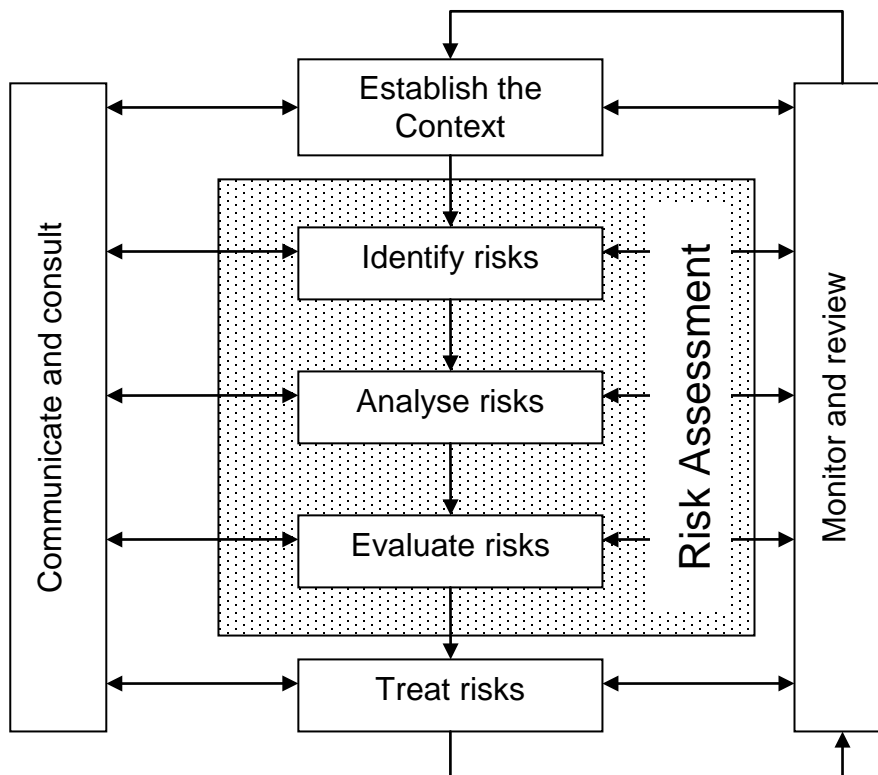 Establish the
Context
Communicate and consult
Identify risks
Analyse risks
Evaluate risks
Risk Assessment
Monitor and review
Treat risks